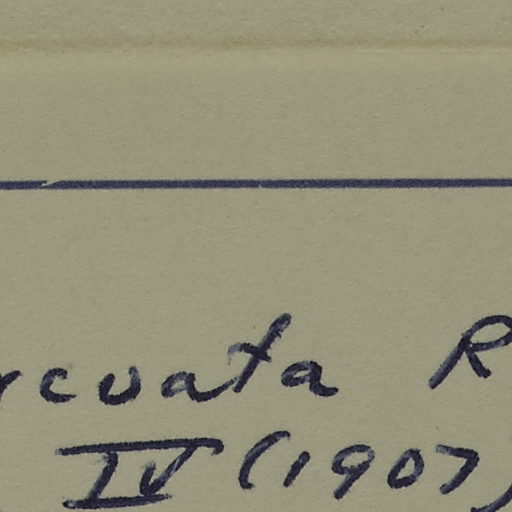 rcuata R
IV (1907)